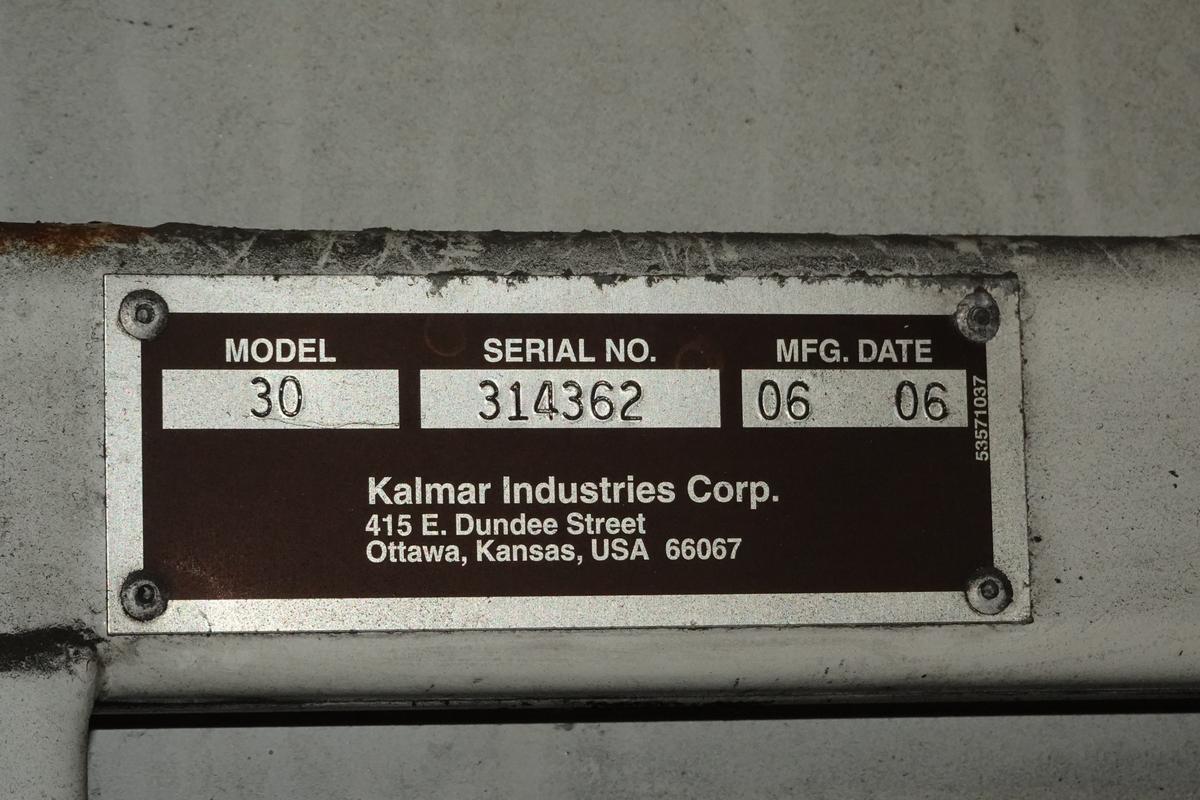 MODEL SERIAL NO. MFG. DATE
30 314362 06 06
53571037
Kalmar Industries Corp.
415 E. Dundee Street
Ottawa, Kansas, USA 66067